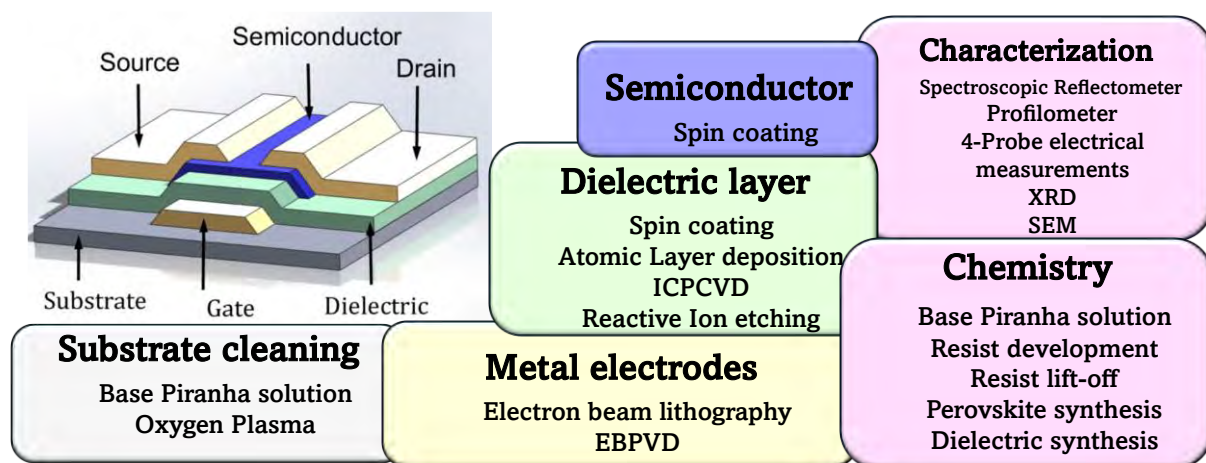 Semiconductor
Source
Drain
Substrate
Gate
Dielectric
Semiconductor
Spin coating
Characterization
Spectroscopic Reflectometer
Profilometer
4-Probe electrical
measurements
XRD
SEM
Dielectric layer
Spin coating
Atomic Layer deposition
ICPCVD
Reactive Ion etching
Chemistry
Base Piranha solution
Resist development
Resist lift-off
Perovskite synthesis
Dielectric synthesis
Substrate cleaning
Base Piranha solution
Oxygen Plasma
Metal electrodes
Electron beam lithography
EBPVD